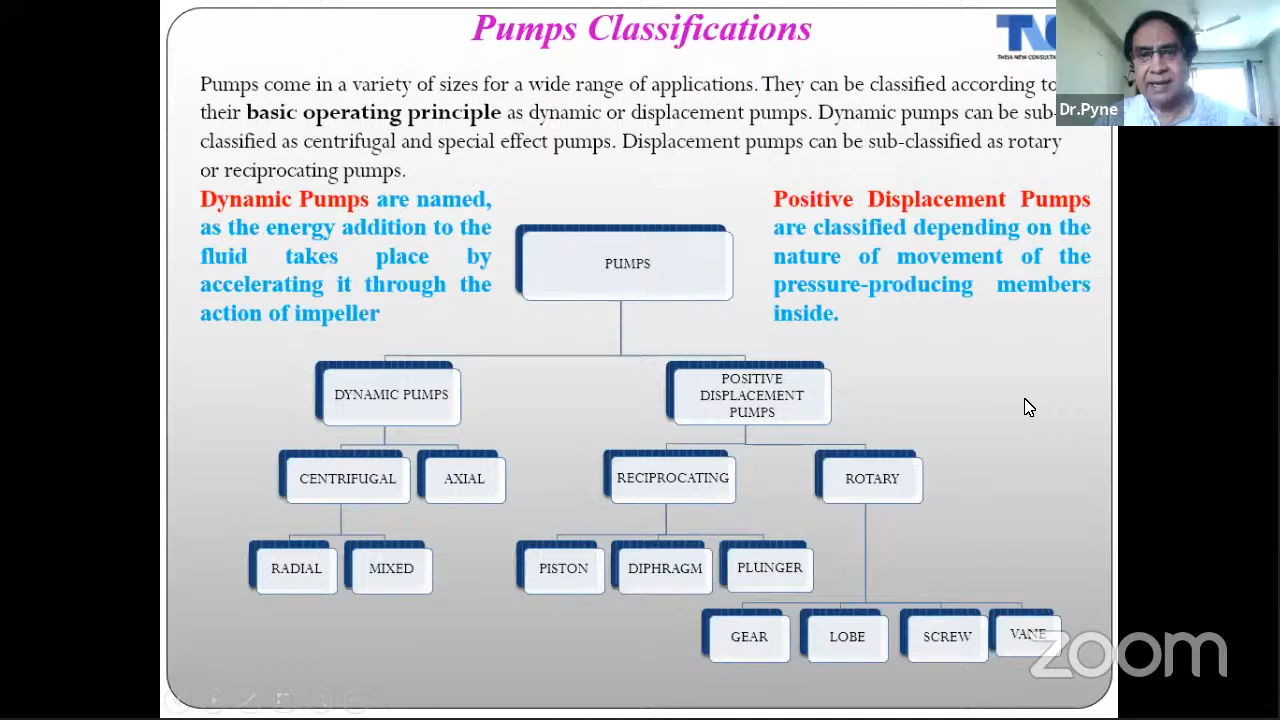 Pumps Classifications
THEIA NEW CONSULTA
Dr.Pyne
Pumps come in a variety of sizes for a wide range of applications. They can be classified according to
their basic operating principle as dynamic or displacement pumps. Dynamic pumps can be sub-
classified as centrifugal and special effect pumps. Displacement pumps can be sub-classified as rotary
or reciprocating pumps.
Dynamic Pumps are named,
as the energy addition to the
fluid takes place by
accelerating it through the
action of impeller
Positive Displacement Pumps
are classified depending on the
nature of movement of the
pressure-producing members
inside.
PUMPS
DYNAMIC PUMPS
POSITIVE
DISPLACEMENT
PUMPS
CENTRIFUGAL
AXIAL
RECIPROCATING
ROTARY
RADIAL
MIXED
PISTON
DIPHRAGM
PLUNGER
GEAR
LOBE
SCREW
VANE
zoom